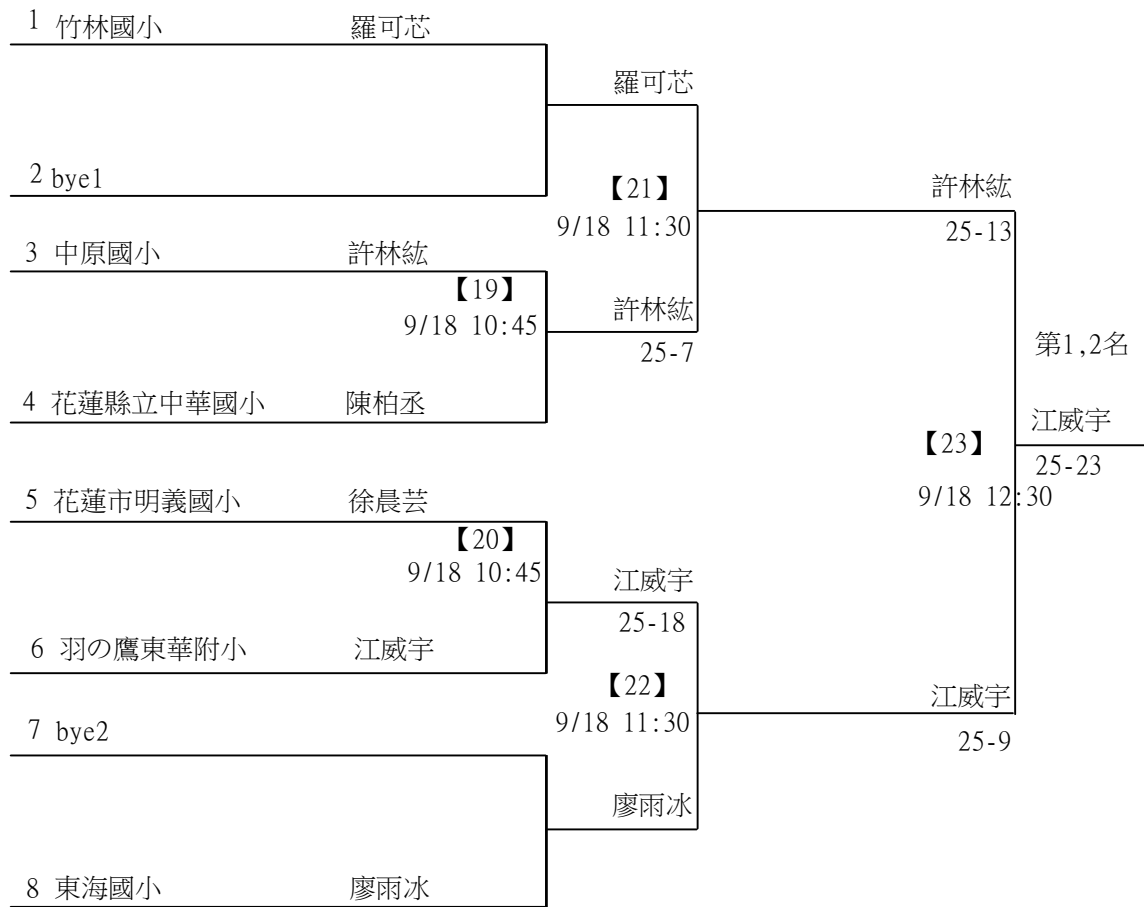 1 竹林國小 羅可芯
羅可芯
2 bye1
【21】
9/18 11:30
許林紘
25-13
3 中原國小 許林紘
【19】
9/18 10:45
許林紘
25-7
第1,2名
4 花蓮縣立中華國小 陳柏丞
江威宇
【23】
25-23
9/18 12:30
5 花蓮市明義國小 徐晨芸
【20】
9/18 10:45
江威宇
25-18
6 羽の鷹東華附小 江威宇
【22】
9/18 11:30
江威宇
25-9
7 bye2
廖雨冰
8 東海國小 廖雨冰